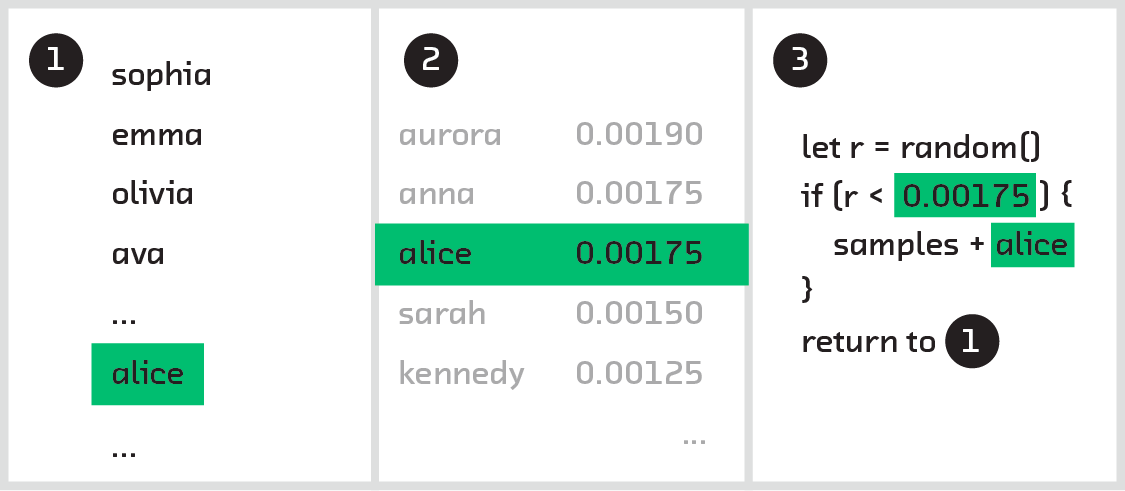 1
sophia
emma
olivia
ava
...
alice
...
2
aurora 0.00190
anna 0.00175
alice 0.00175
sarah 0.00150
kennedy 0.00125
...
3
let r = random()
if (r < 0.00175) {
samples + alice
}
return to 1